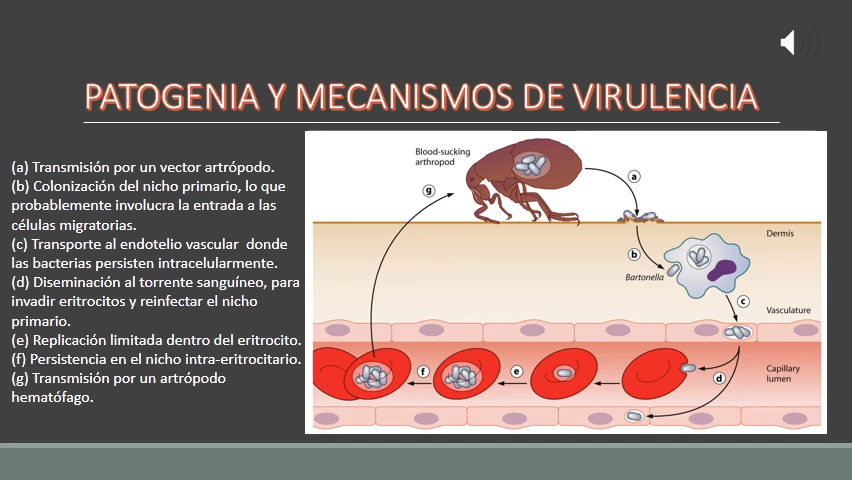 PATOGENIA Y MECANISMOS DE VIRULENCIA
(a) Transmisión por un vector artrópodo.
(b) Colonización del nicho primario, lo que
probablemente involucra la entrada a las
células migratorias.
(c) Transporte al endotelio vascular donde
las bacterias persisten intracelularmente.
(d) Diseminación al torrente sanguíneo, para
invadir eritrocitos y reinfectar el nicho
primario.
(e) Replicación limitada dentro del eritrocito.
(f) Persistencia en el nicho intra-eritrocitario.
(g) Transmisión por un artrópodo
hematófago.
Blood-sucking
arthropod
a
g
Dermis
b
Bartonella
c
Vasculature
Capillary
lumen
d
e
f